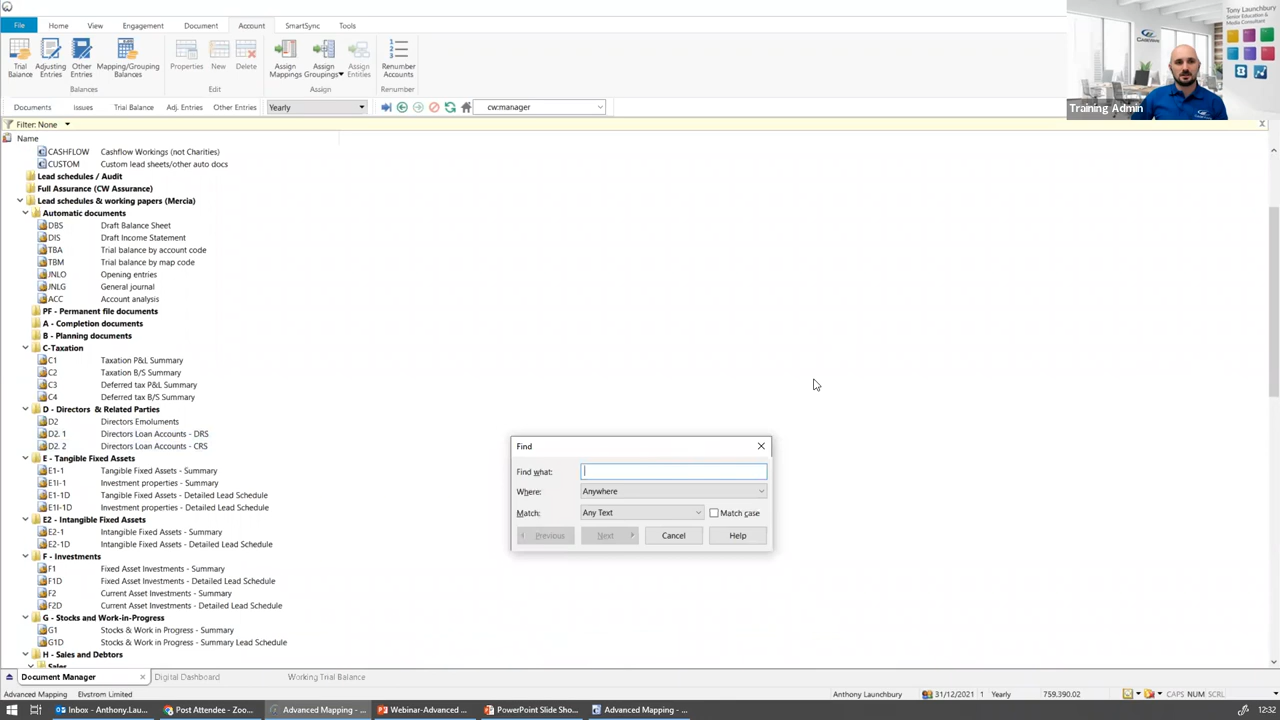 File Home View Engagement Document Account SmartSync Tools
Trial Balance
Adjusting Entries
Other Entries
Mapping/Grouping Balances
Properties
New
Delete
Assign Mappings
Assign Groupings
Assign Entities
Renumber Accounts
Balances Edit Assign Renumber
Tony Launchbury
Senior Education &
Media Consultant
Training Admin
Documents Issues Trial Balance Adj. Entries Other Entries Yearly cw:manager
Filter: None
Name
CASHFLOW Cashflow Workings (not Charities)
CUSTOM Custom lead sheets/other auto docs
Lead schedules / Audit
Full Assurance (CW Assurance)
Lead schedules & working papers (Mercia)
Automatic documents
DBS Draft Balance Sheet
DIS Draft Income Statement
TBA Trial balance by account code
TBM Trial balance by map code
JNLO Opening entries
JNLG General journal
ACC Account analysis
PF - Permanent file documents
A - Completion documents
B - Planning documents
C-Taxation
C1 Taxation P&L Summary
C2 Taxation B/S Summary
C3 Deferred tax P&L Summary
C4 Deferred tax B/S Summary
D - Directors & Related Parties
D2 Directors Emoluments
D2. 1 Directors Loan Accounts - DRS
D2. 2 Directors Loan Accounts - CRS
E - Tangible Fixed Assets
E1-1 Tangible Fixed Assets - Summary
E1I-1 Investment properties - Summary
E1-1D Tangible Fixed Assets - Detailed Lead Schedule
E1I-1D Investment properties - Detailed Lead Schedule
E2 - Intangible Fixed Assets
E2-1 Intangible Fixed Assets - Summary
E2-1D Intangible Fixed Assets - Detailed Lead Schedule
F - Investments
F1 Fixed Asset Investments - Summary
F1D Fixed Asset Investments - Detailed Lead Schedule
F2 Current Asset Investments - Summary
F2D Current Asset Investments - Detailed Lead Schedule
G - Stocks and Work-in-Progress
G1 Stocks & Work in Progress - Summary
G1D Stocks & Work in Progress - Summary Lead Schedule
H - Sales and Debtors
Sales
Find
Find what:
Where: Anywhere
Match: Any Text Match case
Previous Next Cancel Help
Document Manager Digital Dashboard Working Trial Balance
Advanced Mapping Elvstrom Limited Anthony Launchbury 31/12/2021 1 Yearly 759,390.02 CAPS NUM SCRL
Inbox - Anthony.Lau... Post Attendee - Zoo... Advanced Mapping - ... Webinar-Advanced ... PowerPoint Slide Sho... Advanced Mapping - ... 12:32